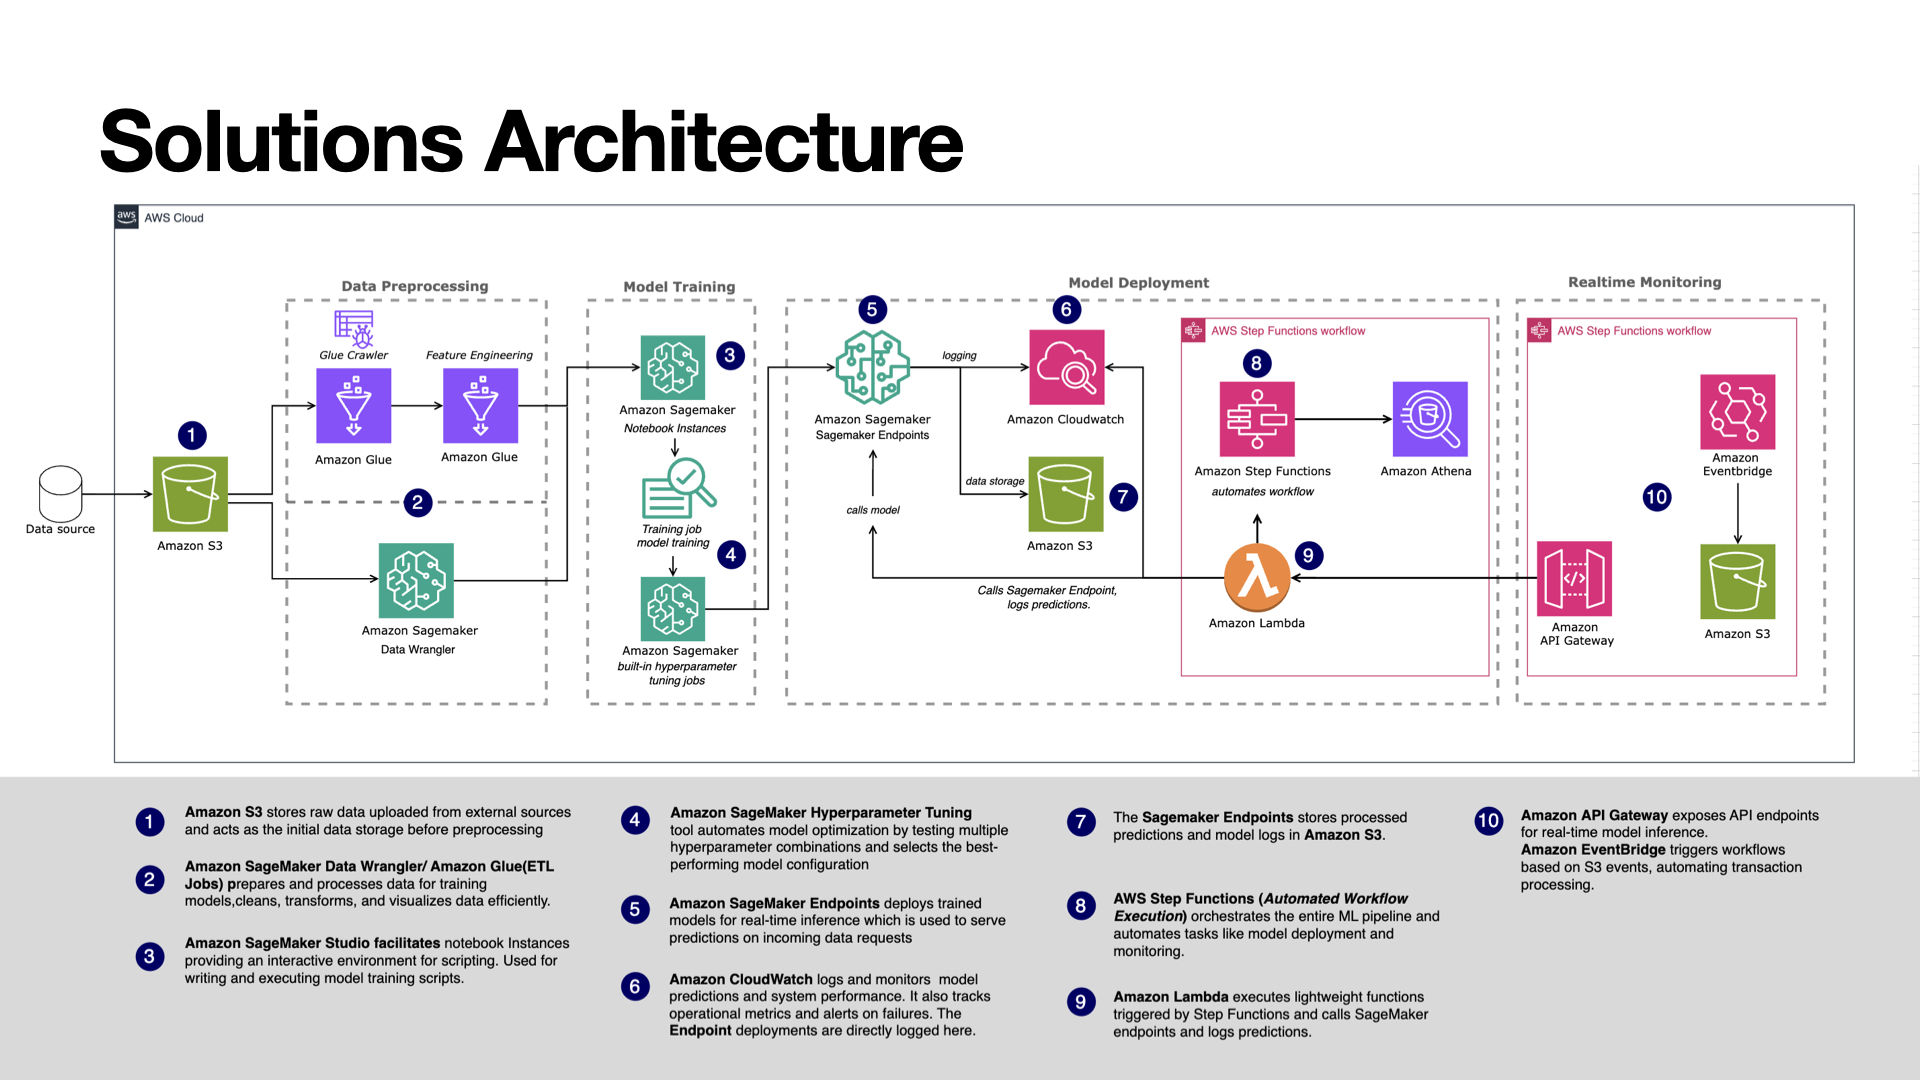 Solutions Architecture
aws
AWS Cloud
Data Preprocessing
Model Training
Model Deployment
Realtime Monitoring
Glue Crawler
Feature Engineering
Amazon Glue
Amazon Glue
1
Data source
Amazon S3
2
Amazon Sagemaker
Data Wrangler
3
Amazon Sagemaker
Notebook Instances
Training job
model training
4
Amazon Sagemaker
built-in hyperparameter
tuning jobs
5
Amazon Sagemaker
Sagemaker Endpoints
logging
6
Amazon Cloudwatch
data storage
7
Amazon S3
calls model
Calls Sagemaker Endpoint,
logs predictions.
AWS Step Functions workflow
8
Amazon Step Functions
automates workflow
Amazon Athena
9
Amazon Lambda
AWS Step Functions workflow
Amazon
Eventbridge
10
Amazon
API Gateway
Amazon S3
1
Amazon S3 stores raw data uploaded from external sources
and acts as the initial data storage before preprocessing
2
Amazon SageMaker Data Wrangler/ Amazon Glue(ETL
Jobs) prepares and processes data for training
models,cleans, transforms, and visualizes data efficiently.
3
Amazon SageMaker Studio facilitates notebook Instances
providing an interactive environment for scripting. Used for
writing and executing model training scripts.
4
Amazon SageMaker Hyperparameter Tuning
tool automates model optimization by testing multiple
hyperparameter combinations and selects the best-
performing model configuration
5
Amazon SageMaker Endpoints deploys trained
models for real-time inference which is used to serve
predictions on incoming data requests
6
Amazon CloudWatch logs and monitors  model
predictions and system performance. It also tracks
operational metrics and alerts on failures. The
Endpoint deployments are directly logged here.
7
The Sagemaker Endpoints stores processed
predictions and model logs in Amazon S3.
8
AWS Step Functions (Automated Workflow
Execution) orchestrates the entire ML pipeline and
automates tasks like model deployment and
monitoring.
9
Amazon Lambda executes lightweight functions
triggered by Step Functions and calls SageMaker
endpoints and logs predictions.
10
Amazon API Gateway exposes API endpoints
for real-time model inference.
Amazon EventBridge triggers workflows
based on S3 events, automating transaction
processing.